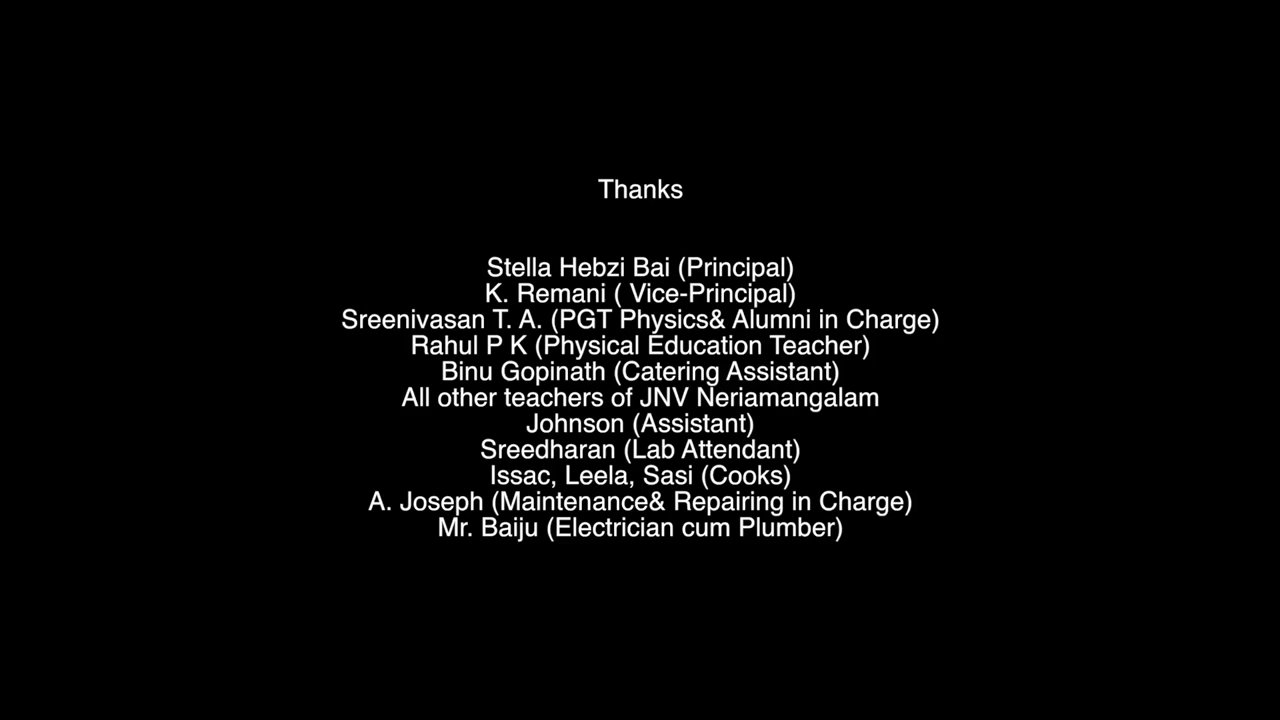 Thanks
Stella Hebzi Bai (Principal)
K. Remani ( Vice-Principal)
Sreenivasan T. A. (PGT Physics& Alumni in Charge)
Rahul P K (Physical Education Teacher)
Binu Gopinath (Catering Assistant)
All other teachers of JNV Neriamangalam
Johnson (Assistant)
Sreedharan (Lab Attendant)
Issac, Leela, Sasi (Cooks)
A. Joseph (Maintenance& Repairing in Charge)
Mr. Baiju (Electrician cum Plumber)